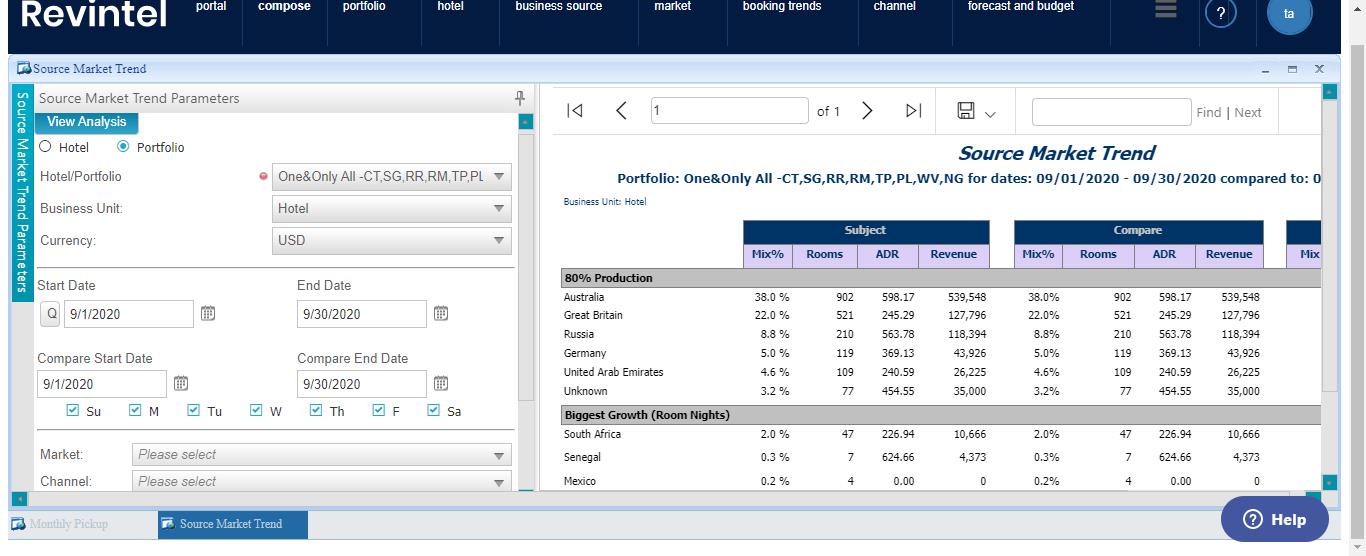 Revintel
portal compose portfolio hotel business source market booking trends channel forecast and budget ? ta
Source Market Trend
Source Market Trend Parameters
Source Market Trend Parameters
View Analysis
Hotel Portfolio
Hotel/Portfolio One&Only All -CT,SG,RR,RM,TP,PL
Business Unit: Hotel
Currency: USD
Start Date End Date
Q 9/1/2020 9/30/2020
Compare Start Date Compare End Date
9/1/2020 9/30/2020
Su M Tu W Th F Sa
Market: Please select
Channel: Please select
1 of 1 Find | Next
Source Market Trend
Portfolio: One&Only All -CT,SG,RR,RM,TP,PL,WV,NG for dates: 09/01/2020 - 09/30/2020 compared to: 0
Business Unit: Hotel
Subject Compare
Mix% Rooms ADR Revenue Mix% Rooms ADR Revenue Mix
80% Production
Australia 38.0 % 902 598.17 539,548 38.0% 902 598.17 539,548
Great Britain 22.0 % 521 245.29 127,796 22.0% 521 245.29 127,796
Russia 8.8 % 210 563.78 118,394 8.8% 210 563.78 118,394
Germany 5.0 % 119 369.13 43,926 5.0% 119 369.13 43,926
United Arab Emirates 4.6 % 109 240.59 26,225 4.6% 109 240.59 26,225
Unknown 3.2 % 77 454.55 35,000 3.2% 77 454.55 35,000
Biggest Growth (Room Nights)
South Africa 2.0 % 47 226.94 10,666 2.0% 47 226.94 10,666
Senegal 0.3 % 7 624.66 4,373 0.3% 7 624.66 4,373
Mexico 0.2 % 4 0.00 0 0.2% 4 0.00 0
Monthly Pickup Source Market Trend
? Help